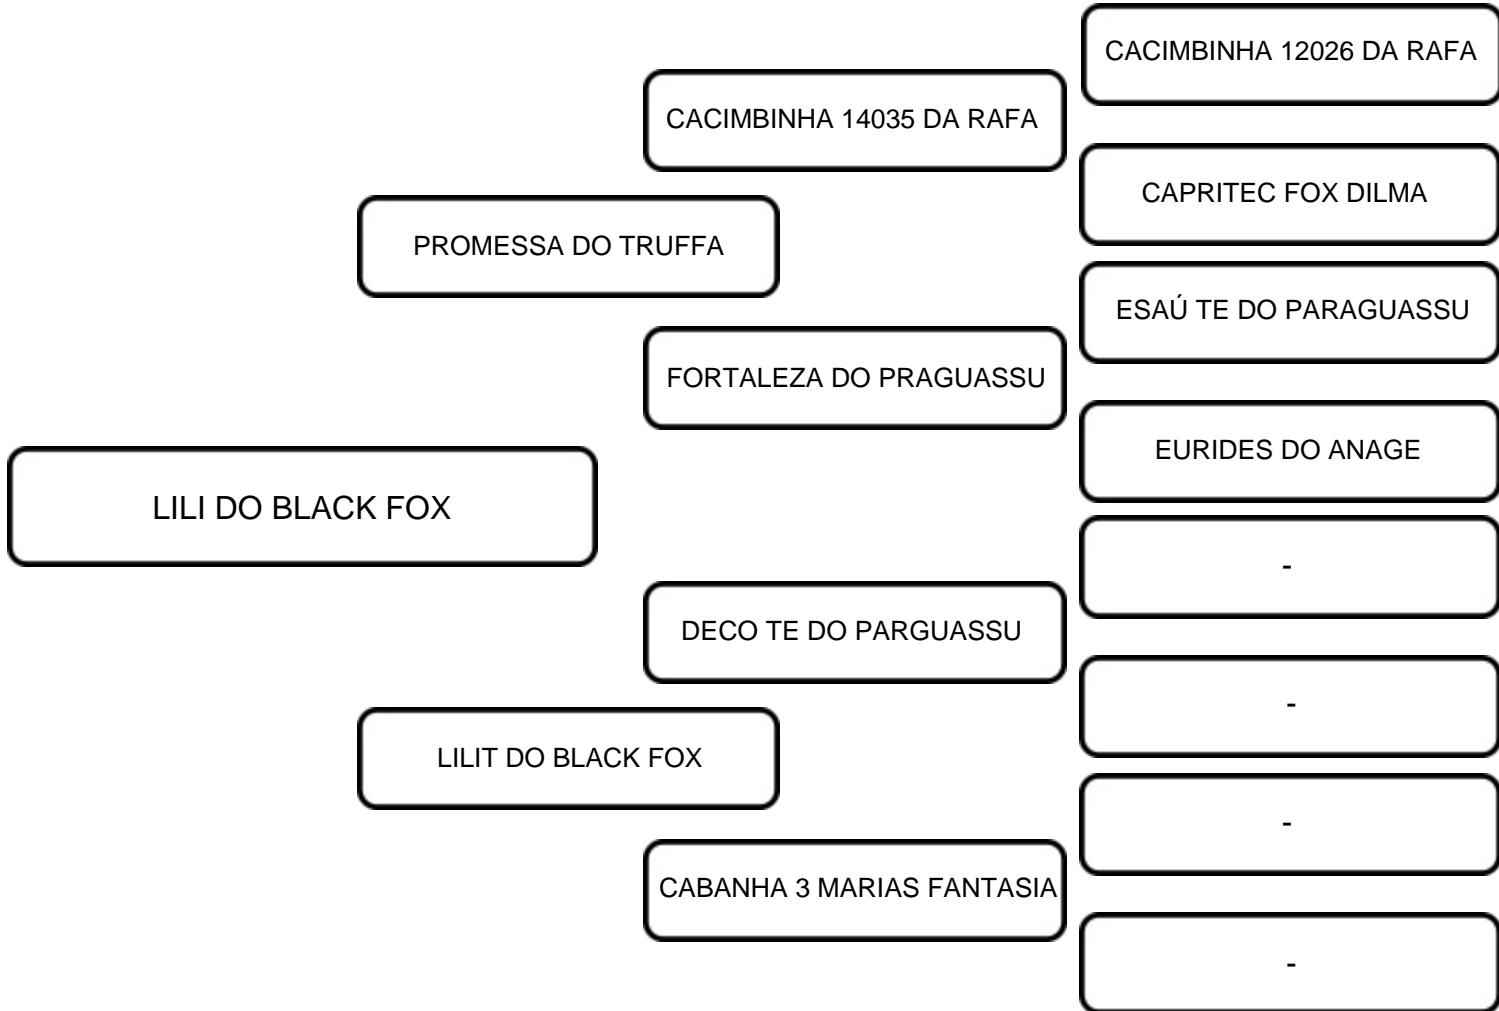 CACIMBINHA 12026 DA RAFA
CACIMBINHA 14035 DA RAFA
CAPRITEC FOX DILMA
PROMESSA DO TRUFFA
ESAÚ TE DO PARAGUASSU
FORTALEZA DO PRAGUASSU
EURIDES DO ANAGE
LILI DO BLACK FOX
-
DECO TE DO PARGUASSU
-
LILIT DO BLACK FOX
-
CABANHA 3 MARIAS FANTASIA
-